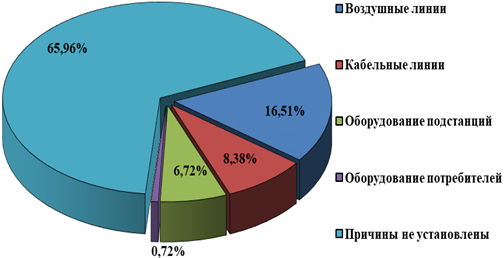 65,96%
16,51%
8,38%
6,72%
0,72%
Воздушные линии
Кабельные линии
Оборудование подстанций
Оборудование потребителей
Причины не установлены